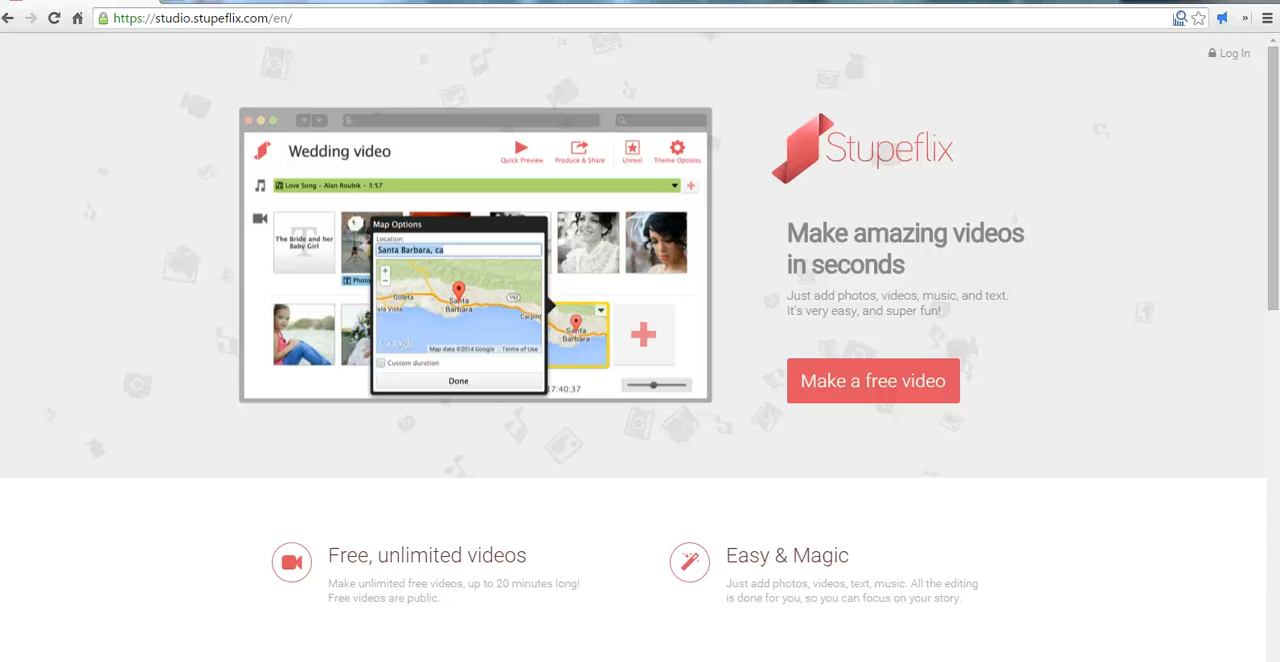 https://studio.stupeflix.com/en/
Log In
Wedding video
Quick Preview
Produce & Share
Unreel
Theme Options
Love Song - Alan Roubik - 3:57
The Bride and her
Baby Girl
Map Options
Location:
Santa Barbara, ca
Photo
Goleta
Isla Vista
Santa
Barbara
192
Carpint
Google
Map data ©2014 Google
Terms of Use
Custom duration
Done
Santa
Barbara
17:40:37
Stupeflix
Make amazing videos
in seconds
Just add photos, videos, music, and text.
It's very easy, and super fun!
Make a free video
Free, unlimited videos
Make unlimited free videos, up to 20 minutes long!
Free videos are public.
Easy & Magic
Just add photos, videos, text, music. All the editing
is done for you, so you can focus on your story.